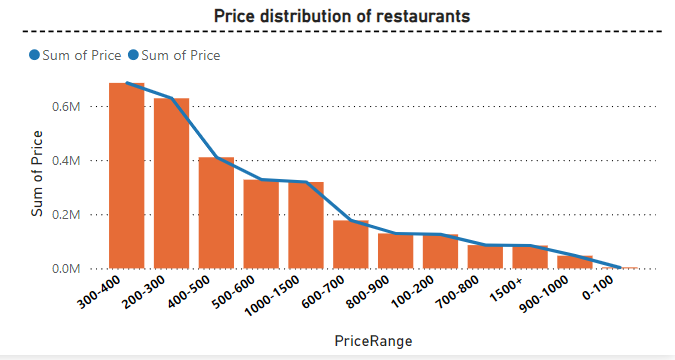 Price distribution of restaurants
Sum of Price Sum of Price
Sum of Price
0.6M
0.4M
0.2M
0.0M
300-400 200-300 400-500 500-600 1000-1500 600-700 800-900 100-200 700-800 1500+ 900-1000 0-100
PriceRange